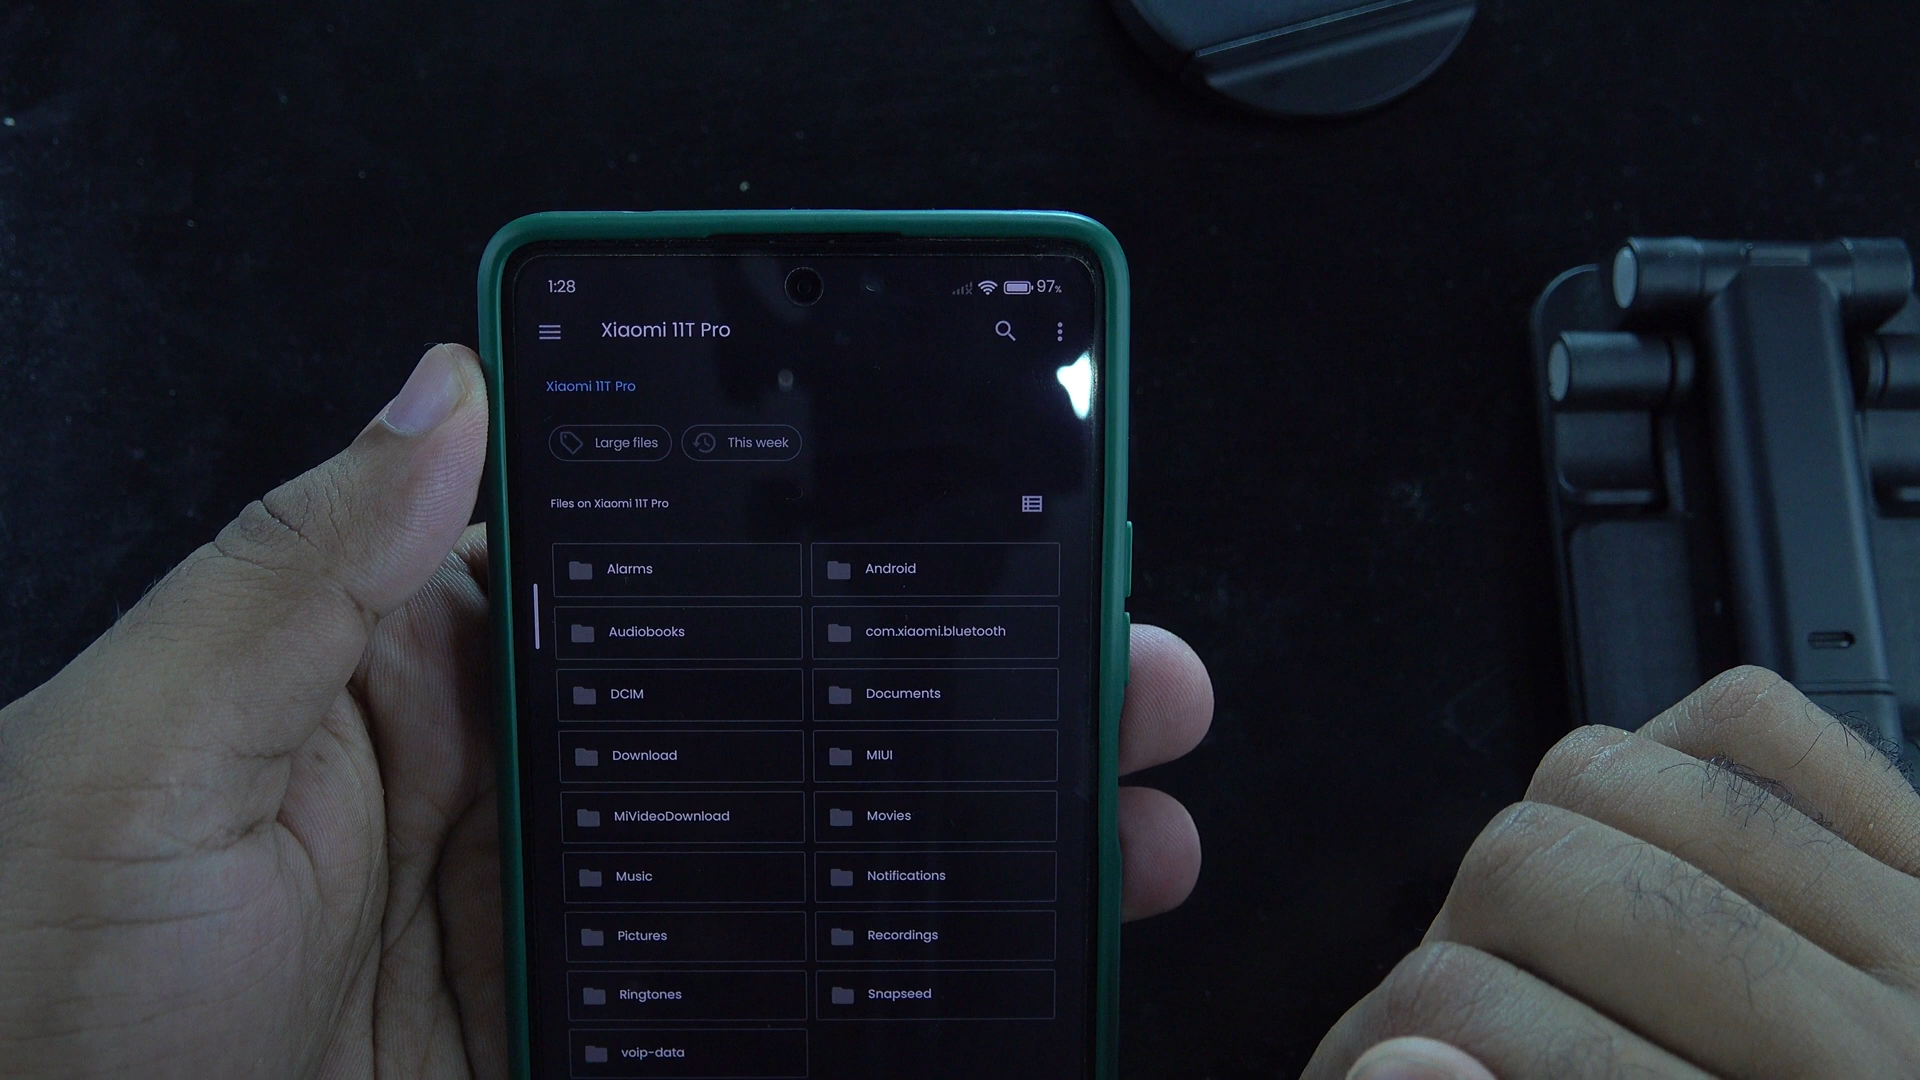 1:28 97%
Xiaomi 11T Pro
Xiaomi 11T Pro
Large files This week
Files on Xiaomi 11T Pro
Alarms Android
Audiobooks com.xiaomi.bluetooth
DCIM Documents
Download MIUI
MiVideoDownload Movies
Music Notifications
Pictures Recordings
Ringtones Snapseed
voip-data